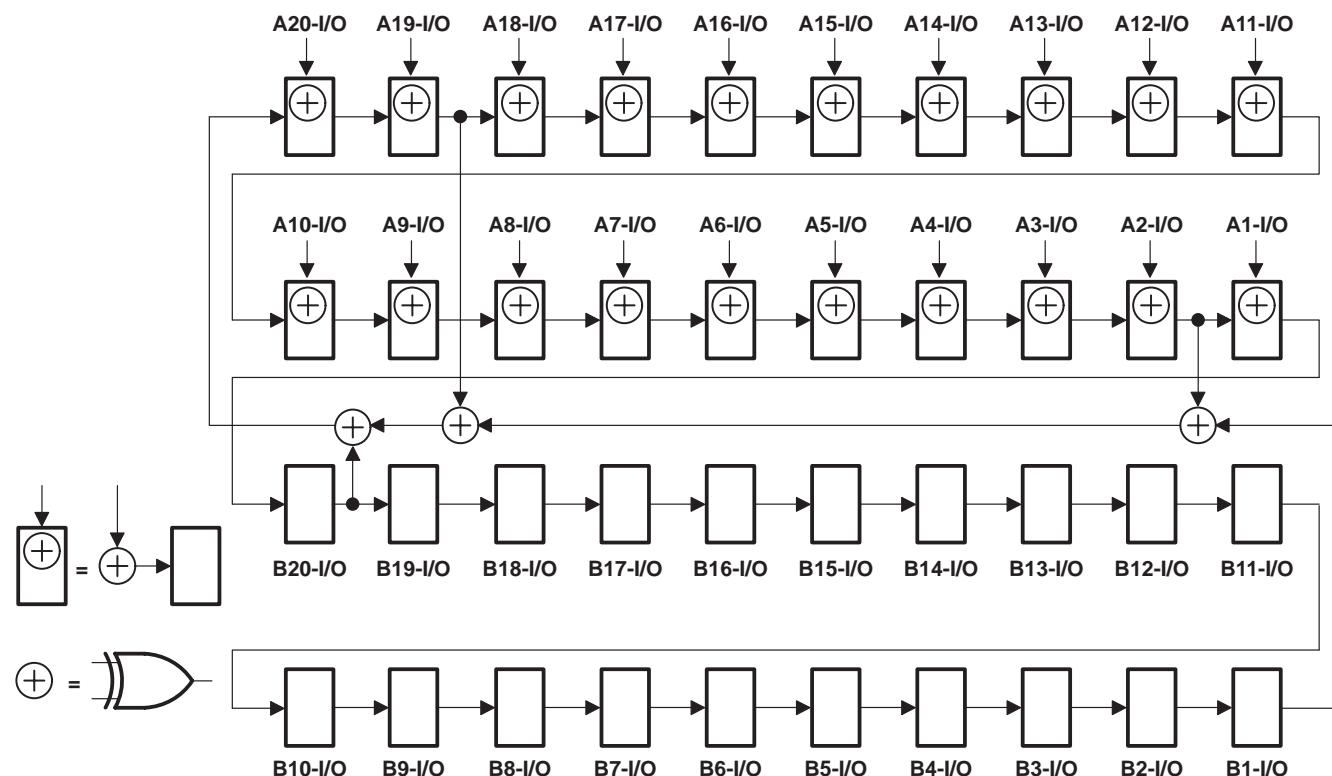 A20-I/O A19-I/O A18-I/O A17-I/O A16-I/O A15-I/O A14-I/O A13-I/O A12-I/O A11-I/O
A10-I/O A9-I/O A8-I/O A7-I/O A6-I/O A5-I/O A4-I/O A3-I/O A2-I/O A1-I/O
=
B20-I/O B19-I/O B18-I/O B17-I/O B16-I/O B15-I/O B14-I/O B13-I/O B12-I/O B11-I/O
=
B10-I/O B9-I/O B8-I/O B7-I/O B6-I/O B5-I/O B4-I/O B3-I/O B2-I/O B1-I/O